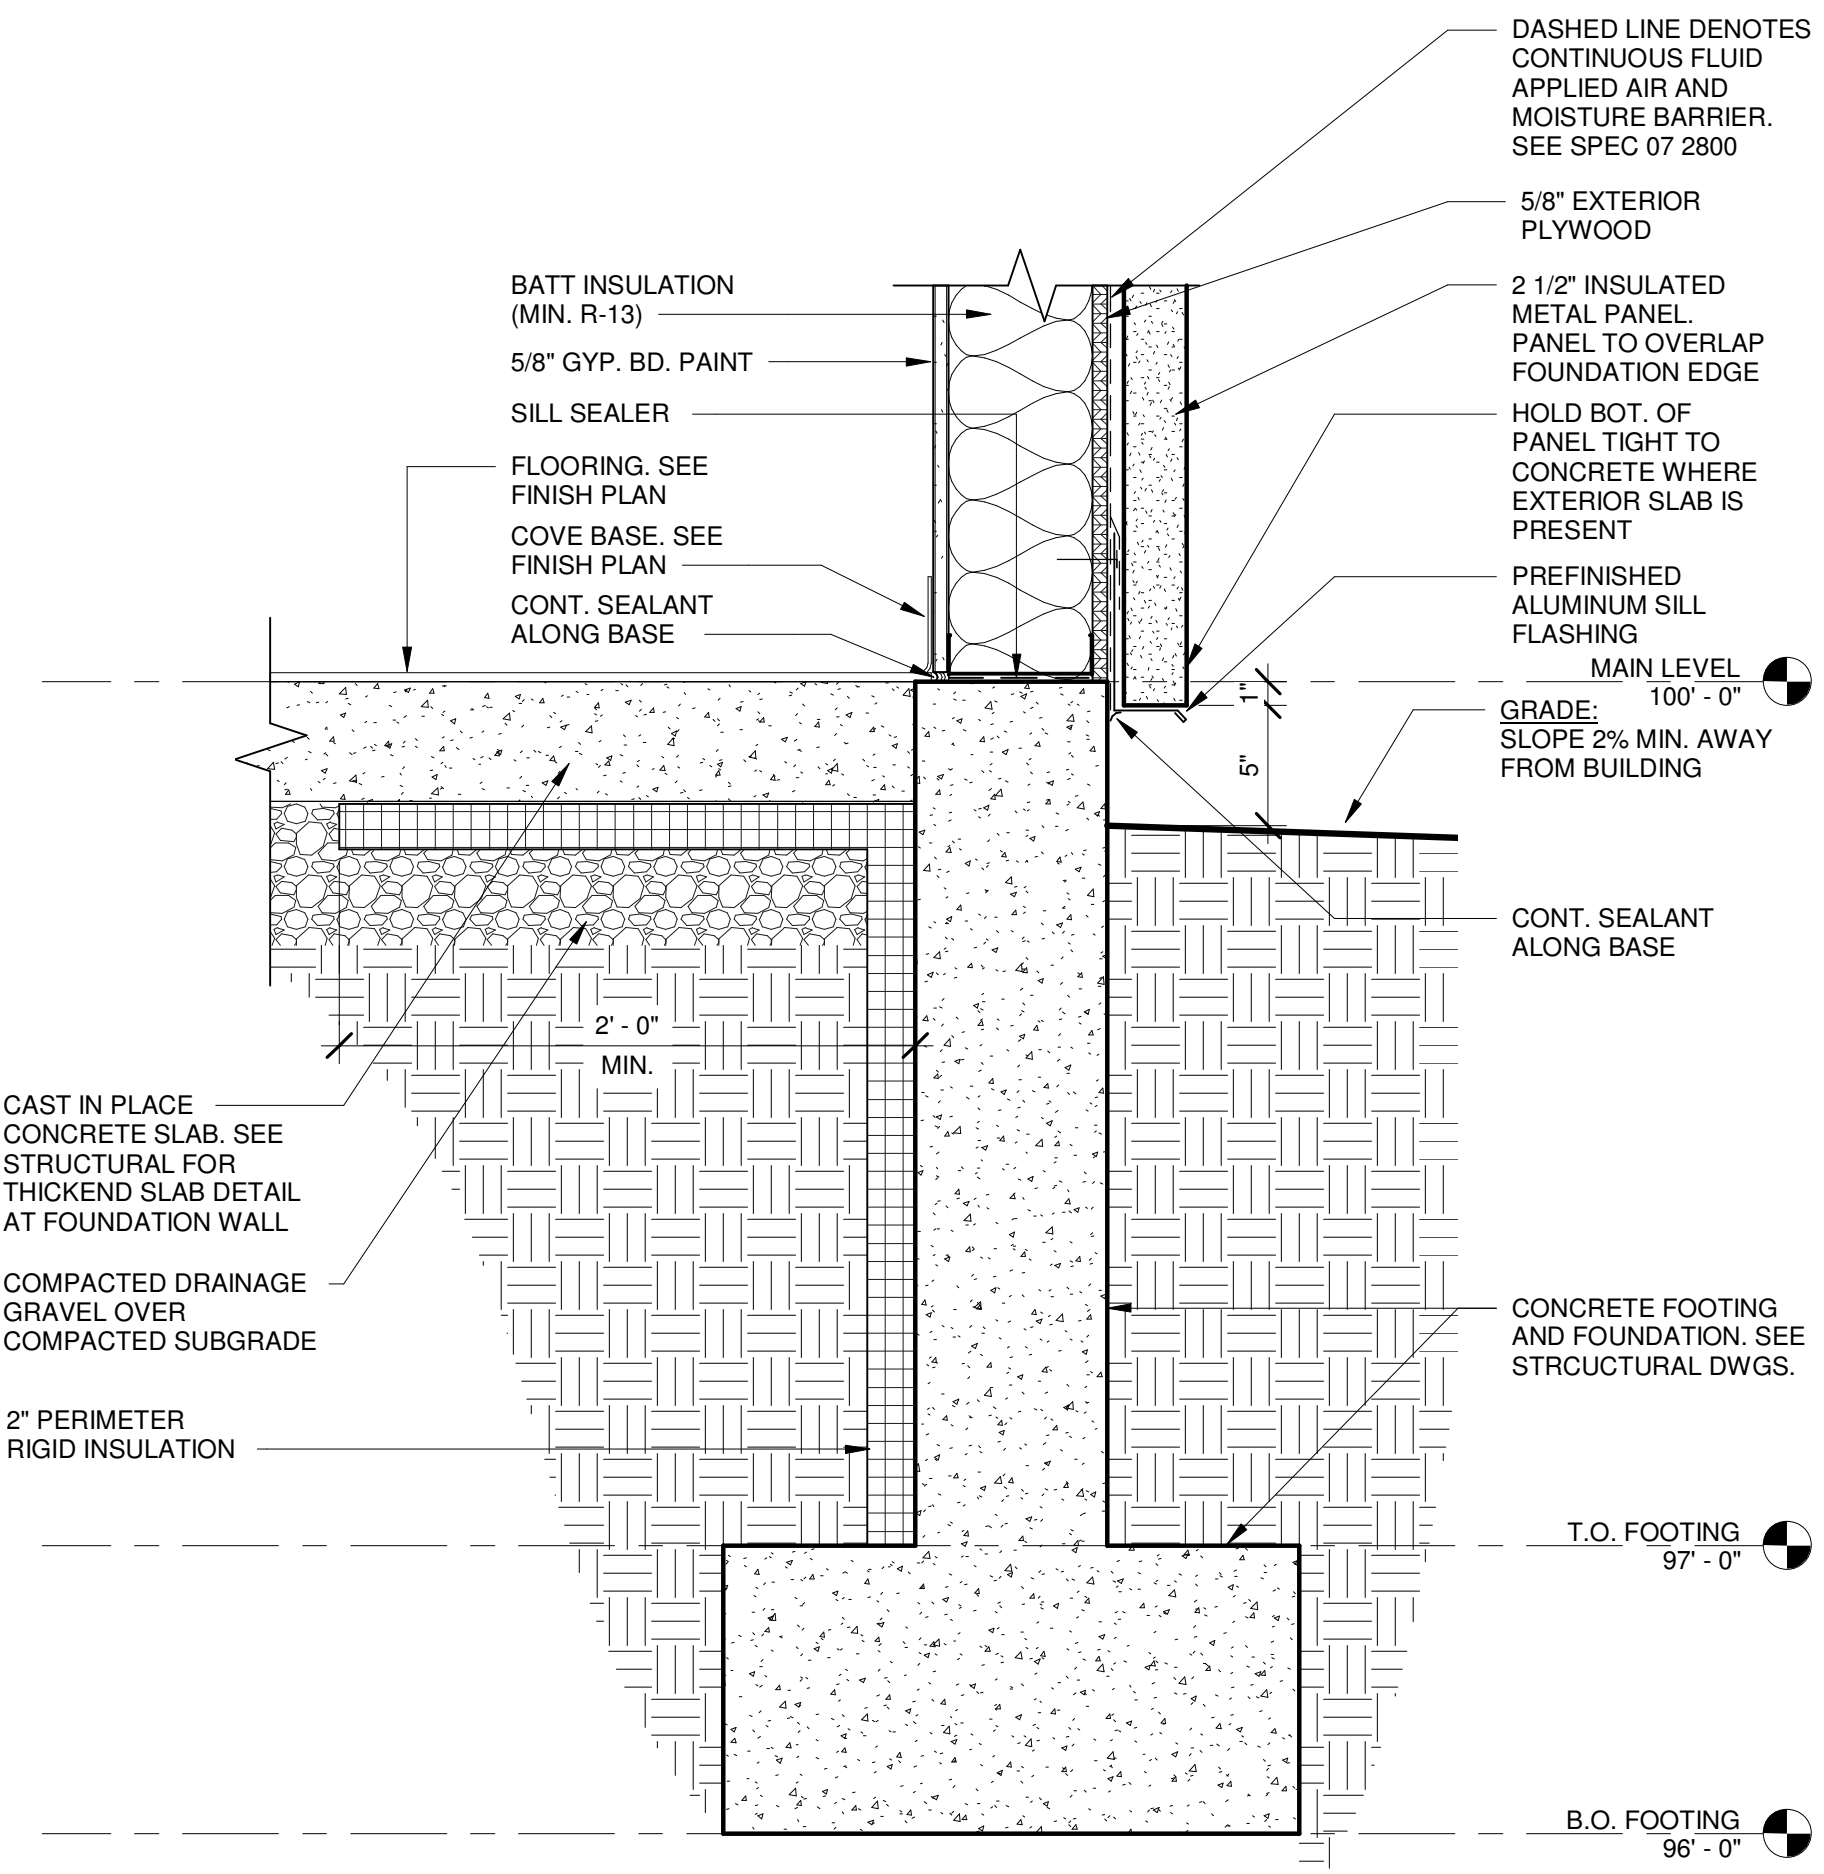 DASHED LINE DENOTES
CONTINUOUS FLUID
APPLIED AIR AND
MOISTURE BARRIER.
SEE SPEC 07 2800
5/8" EXTERIOR
PLYWOOD
2 1/2" INSULATED
METAL PANEL.
PANEL TO OVERLAP
FOUNDATION EDGE
HOLD BOT. OF
PANEL TIGHT TO
CONCRETE WHERE
EXTERIOR SLAB IS
PRESENT
PREFINISHED
ALUMINUM SILL
FLASHING
MAIN LEVEL
100' - 0"
GRADE:
SLOPE 2% MIN. AWAY
FROM BUILDING
CONT. SEALANT
ALONG BASE
CONCRETE FOOTING
AND FOUNDATION. SEE
STRCUCTURAL DWGS.
T.O. FOOTING
97' - 0"
B.O. FOOTING
96' - 0"
BATT INSULATION
(MIN. R-13)
5/8" GYP. BD. PAINT
SILL SEALER
FLOORING. SEE
FINISH PLAN
COVE BASE. SEE
FINISH PLAN
CONT. SEALANT
ALONG BASE
1"
5"
2' - 0"
MIN.
CAST IN PLACE
CONCRETE SLAB. SEE
STRUCTURAL FOR
THICKEND SLAB DETAIL
AT FOUNDATION WALL
COMPACTED DRAINAGE
GRAVEL OVER
COMPACTED SUBGRADE
2" PERIMETER
RIGID INSULATION